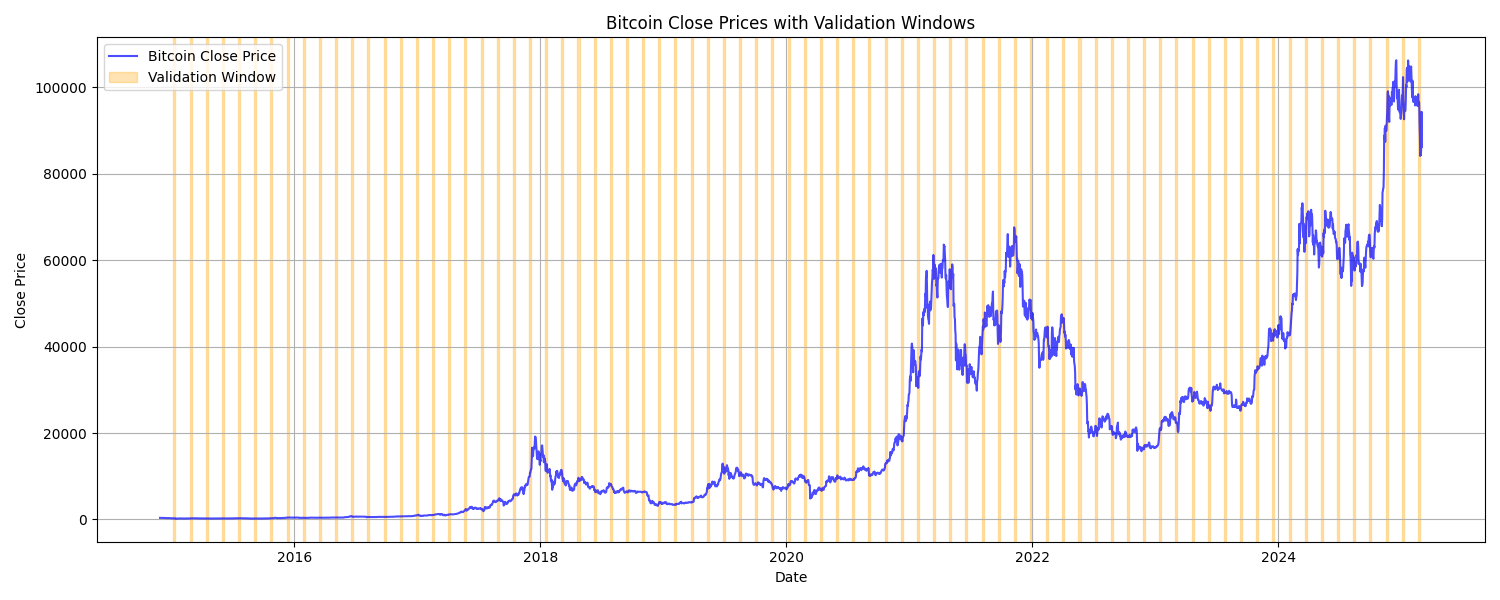 Bitcoin Close Prices with Validation Windows
Bitcoin Close Price
Validation Window
Close Price
100000
80000
60000
40000
20000
0
2016
2018
2020
2022
2024
Date